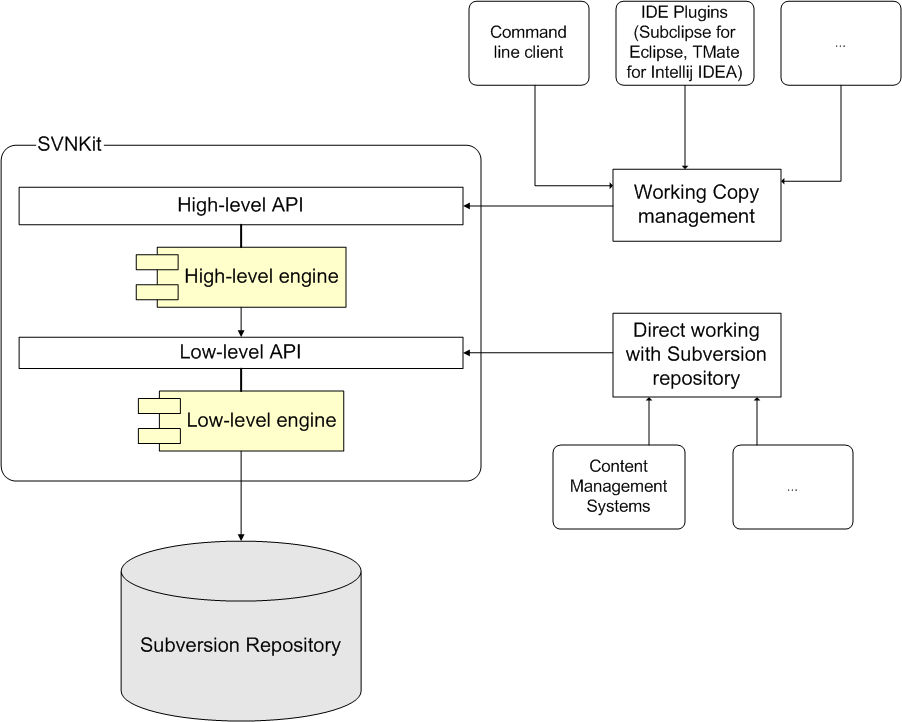 Command
line client
IDE Plugins
(Subclipse for
Eclipse, TMate
for Intellij IDEA)
...
SVNKit
High-level API
Working Copy
management
High-level engine
Low-level API
Direct working
with Subversion
repository
Low-level engine
Content
Management
Systems
...
Subversion Repository